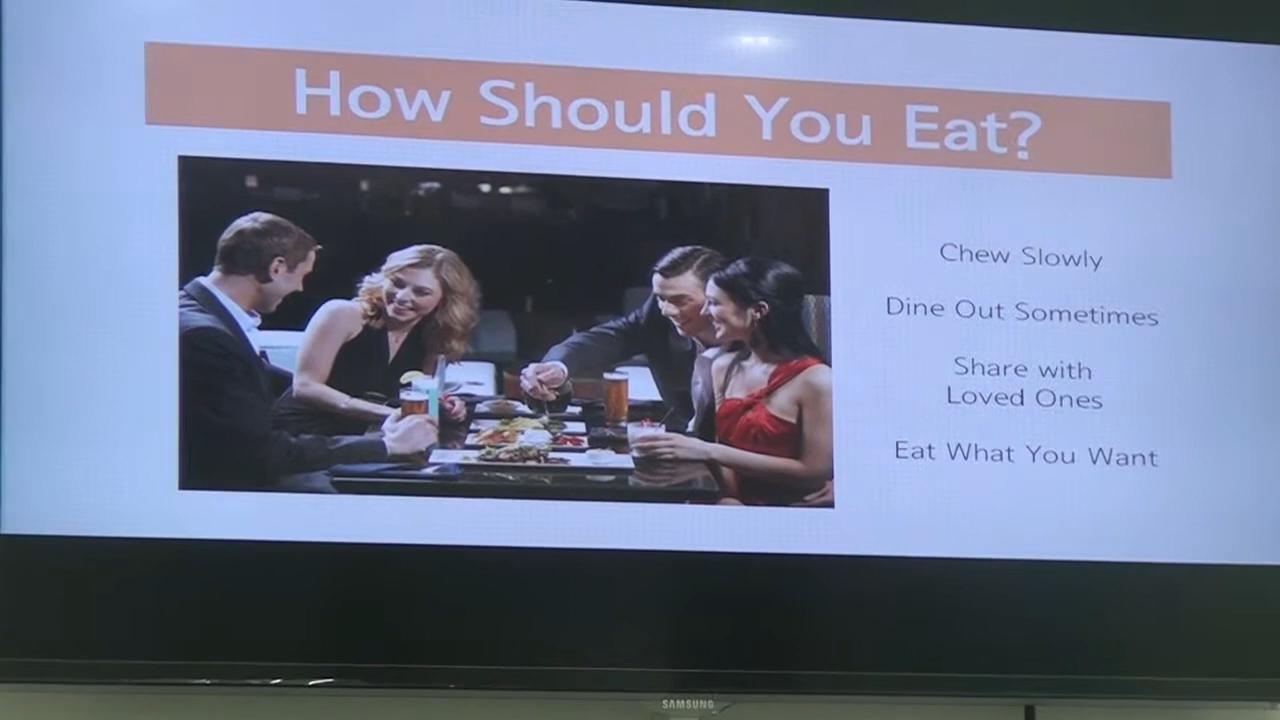 How Should You Eat?
Chew Slowly
Dine Out Sometimes
Share with
Loved Ones
Eat What You Want
SAMSUNG